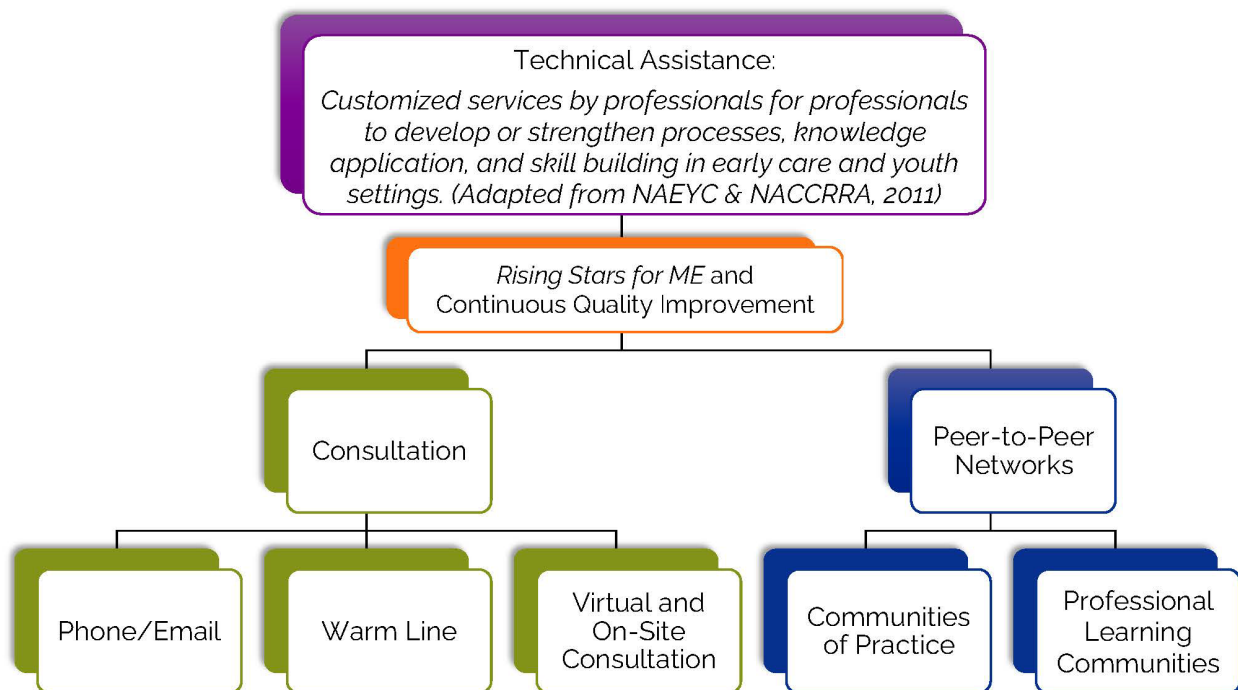 Technical Assistance:
Customized services by professionals for professionals
to develop or strengthen processes, knowledge
application, and skill building in early care and youth
settings. (Adapted from NAEYC & NACCRRA, 2011)
Rising Stars for ME and
Continuous Quality Improvement
Consultation
Peer-to-Peer
Networks
Phone/Email
Warm Line
Virtual and
On-Site
Consultation
Communities
of Practice
Professional
Learning
Communities